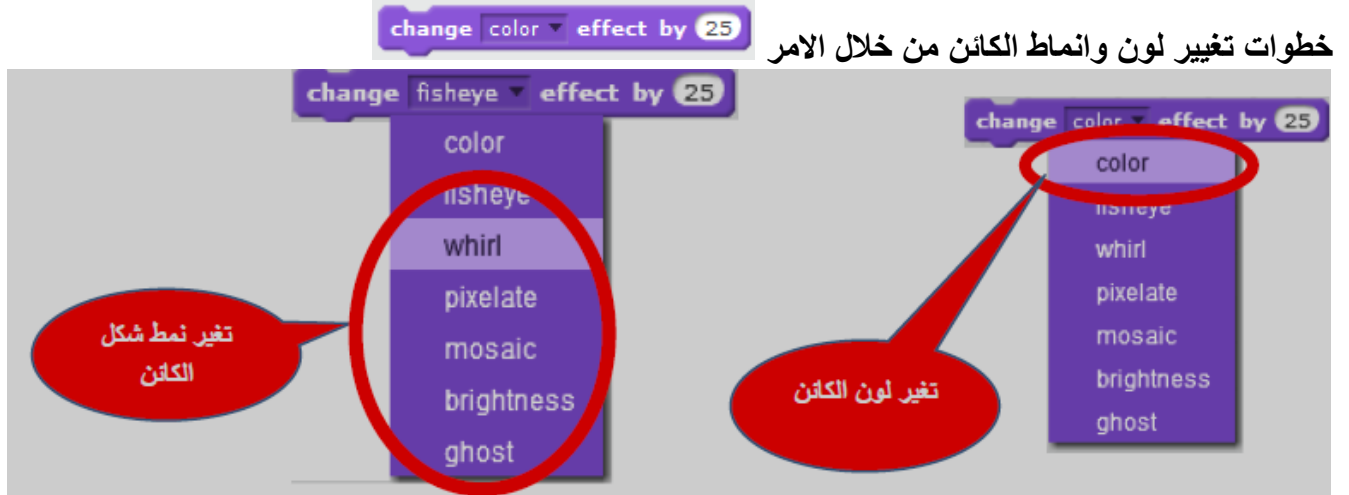 خطوات تغيير لون وانماط الكائن من خلال الامر change color effect by 25
change color effect by 25
color
fisheye
whirl
pixelate
mosaic
brightness
ghost
تغير لون الكائن
change fisheye effect by 25
color
fisheye
whirl
pixelate
mosaic
brightness
ghost
تغير نمط شكل
الكائن